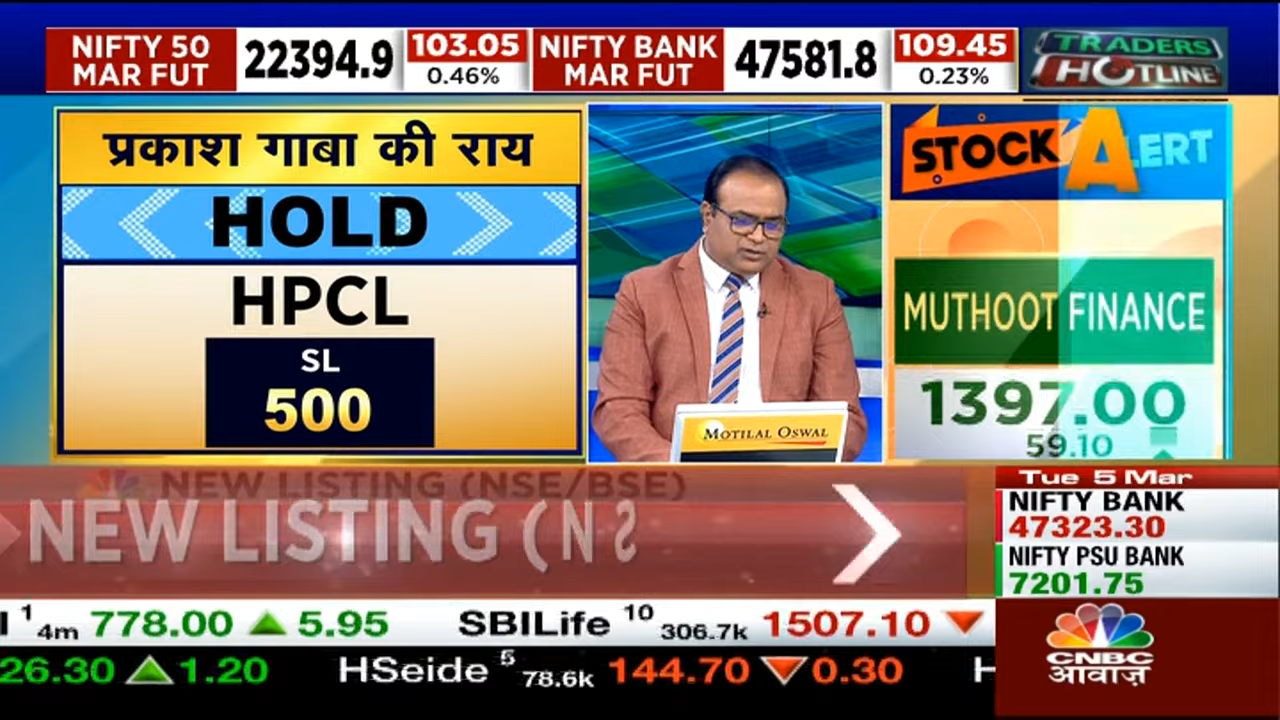 NIFTY 50
MAR FUT
22394.9
103.05
0.46%
NIFTY BANK
MAR FUT
47581.8
109.45
0.23%
TRADERS
HOTLINE
प्रकाश गाबा की राय
HOLD
HPCL
SL
500
MOTILAL OSWAL
STOCK ALERT
MUTHOOT FINANCE
1397.00
59.10
NEW LISTING (NSE/BSE)
NEW LISTING (NS
Tue 5 Mar
NIFTY BANK
47323.30
NIFTY PSU BANK
7201.75
1 4m 778.00 5.95 SBILife 10 306.7k 1507.10
26.30 1.20 HSeide 5 78.6k 144.70 0.30 H
CNBC
आवाज़